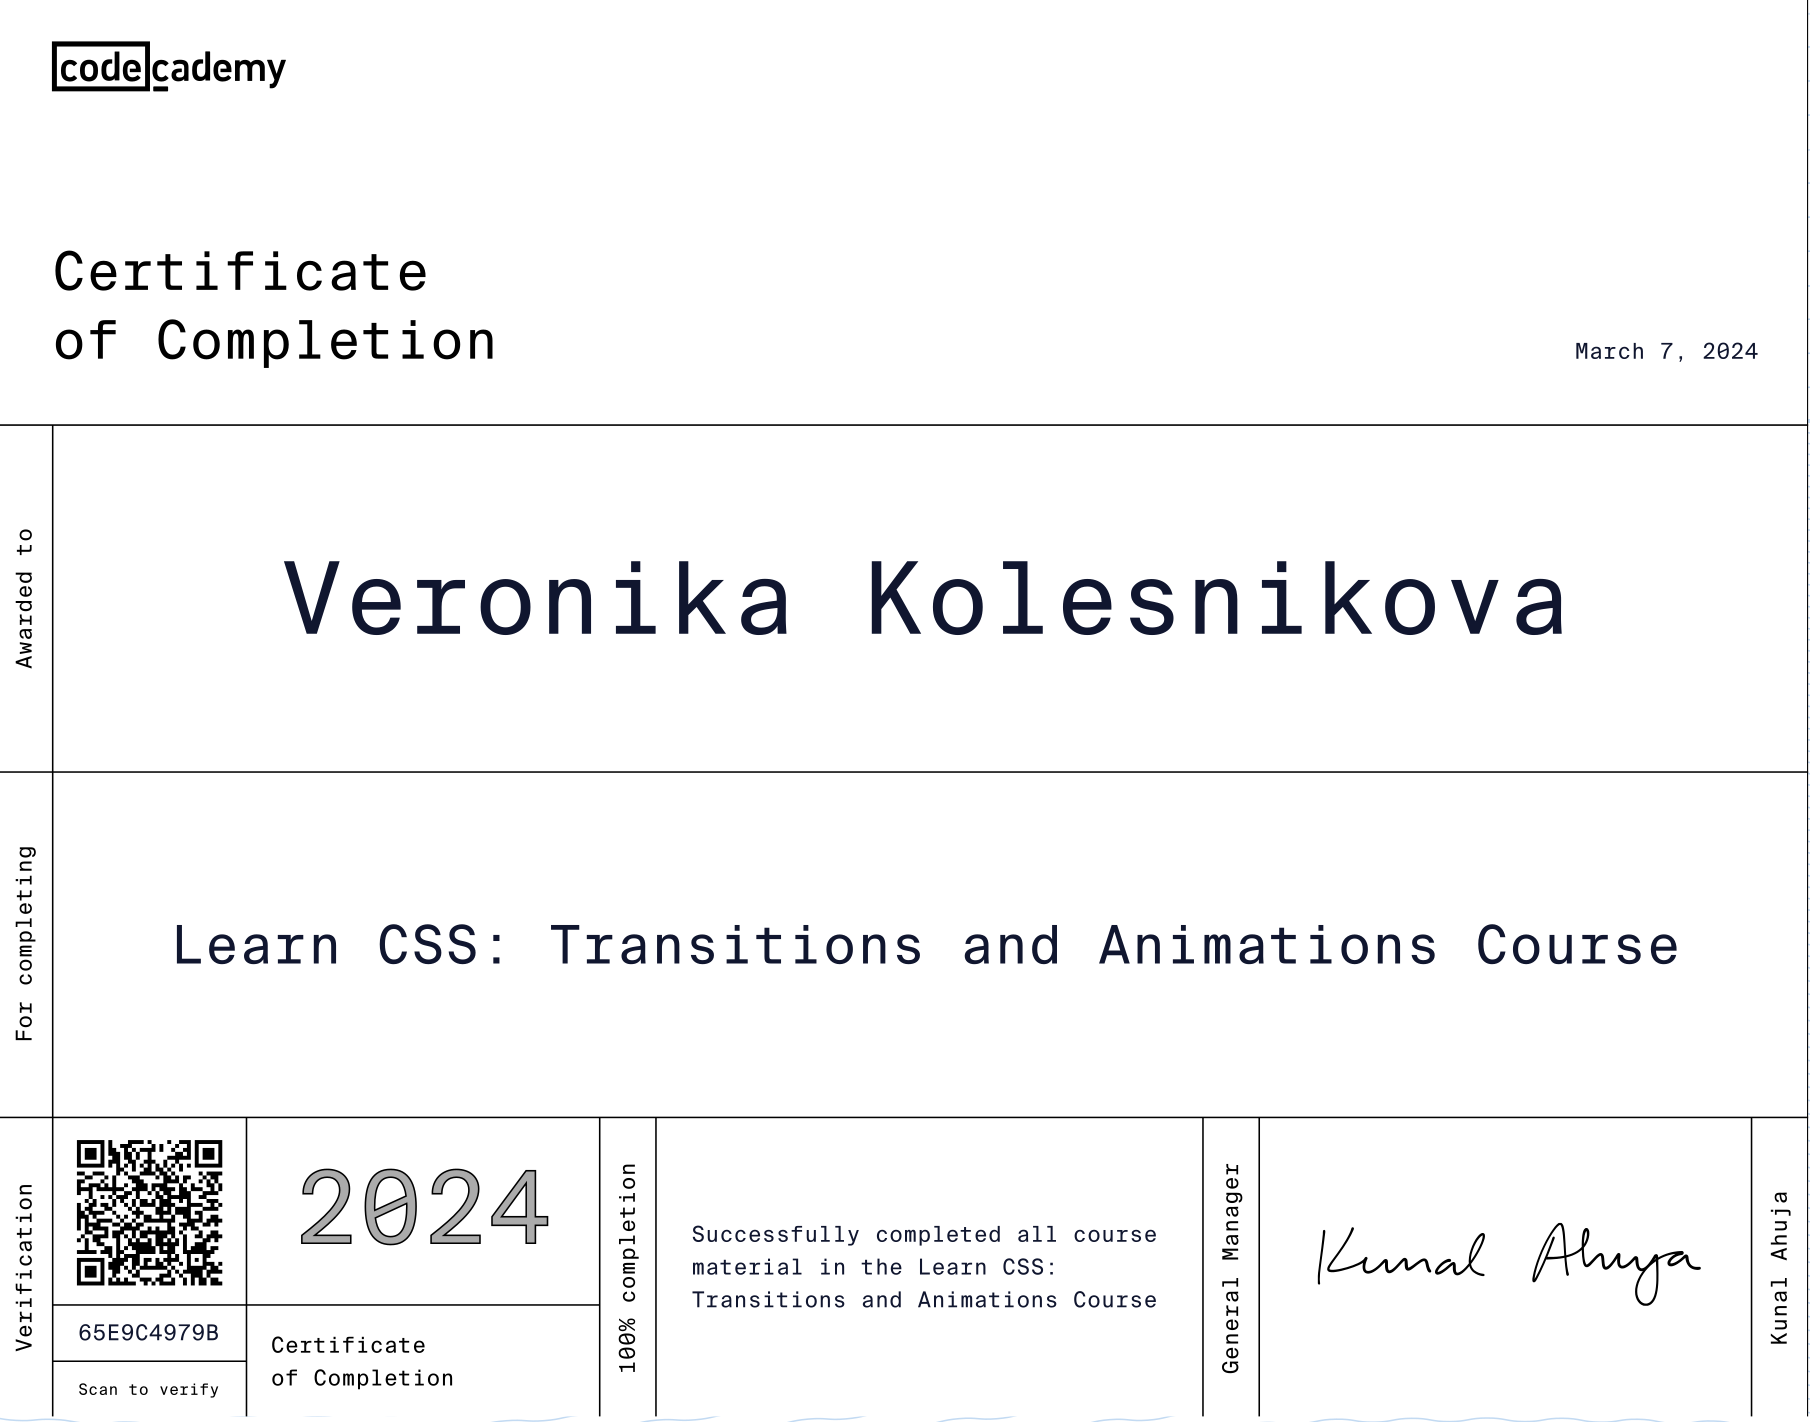 codecademy
Certificate
of Completion
March 7, 2024
Awarded to
Veronika Kolesnikova
For completing
Learn CSS: Transitions and Animations Course
Verification
65E9C4979B
Scan to verify
2024
Certificate
of Completion
100% completion
Successfully completed all course
material in the Learn CSS:
Transitions and Animations Course
General Manager
Kunal Ahuja
Kunal Ahuja